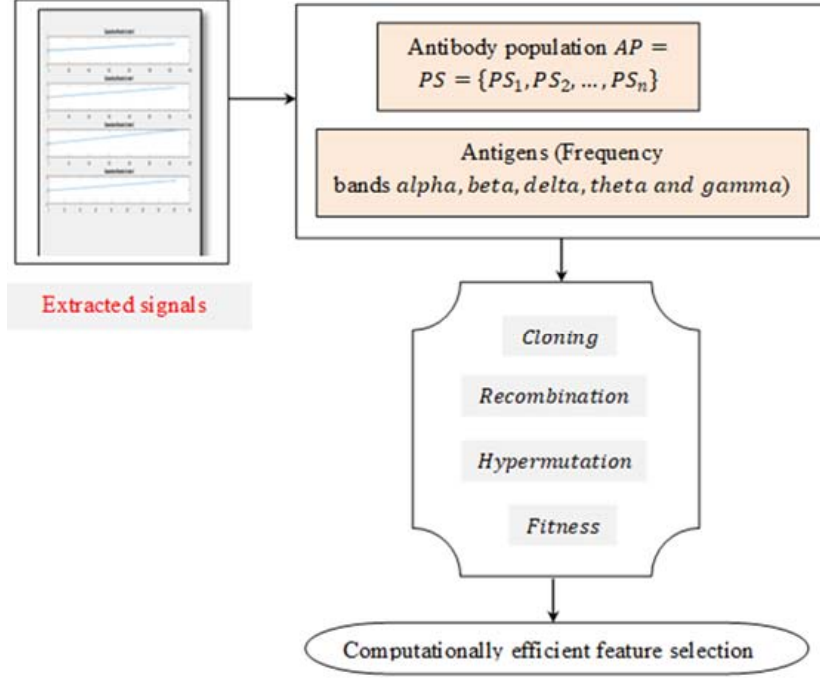 Antibody population AP =
PS = {PS₁, PS₂, …, PSₙ}
Antigens (Frequency
bands alpha, beta, delta, theta and gamma)
Extracted signals
Cloning
Recombination
Hypermutation
Fitness
Computationally efficient feature selection